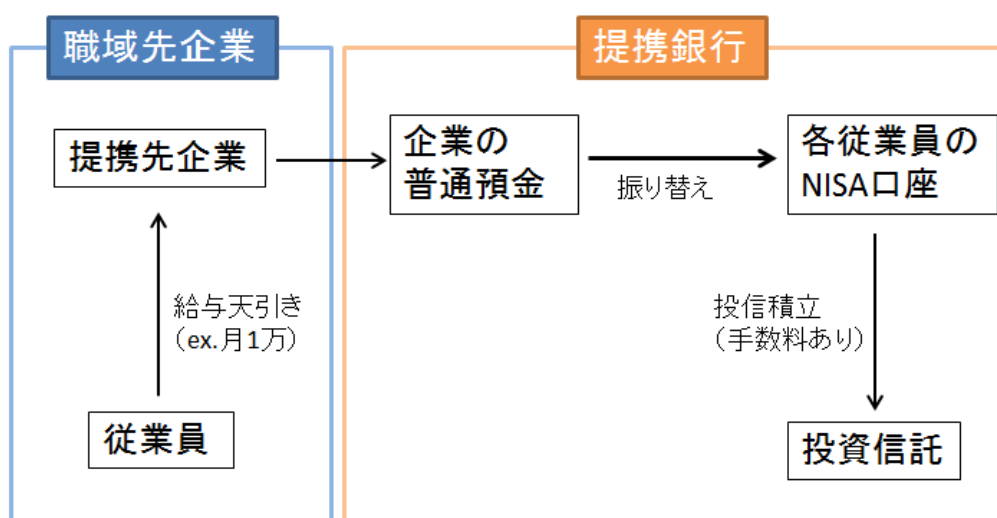 職域先企業
提携銀行
提携先企業
企業の
普通預金
振り替え
各従業員の
NISA口座
給与天引き
（ex.月1万）
投信積立
（手数料あり）
従業員
投資信託